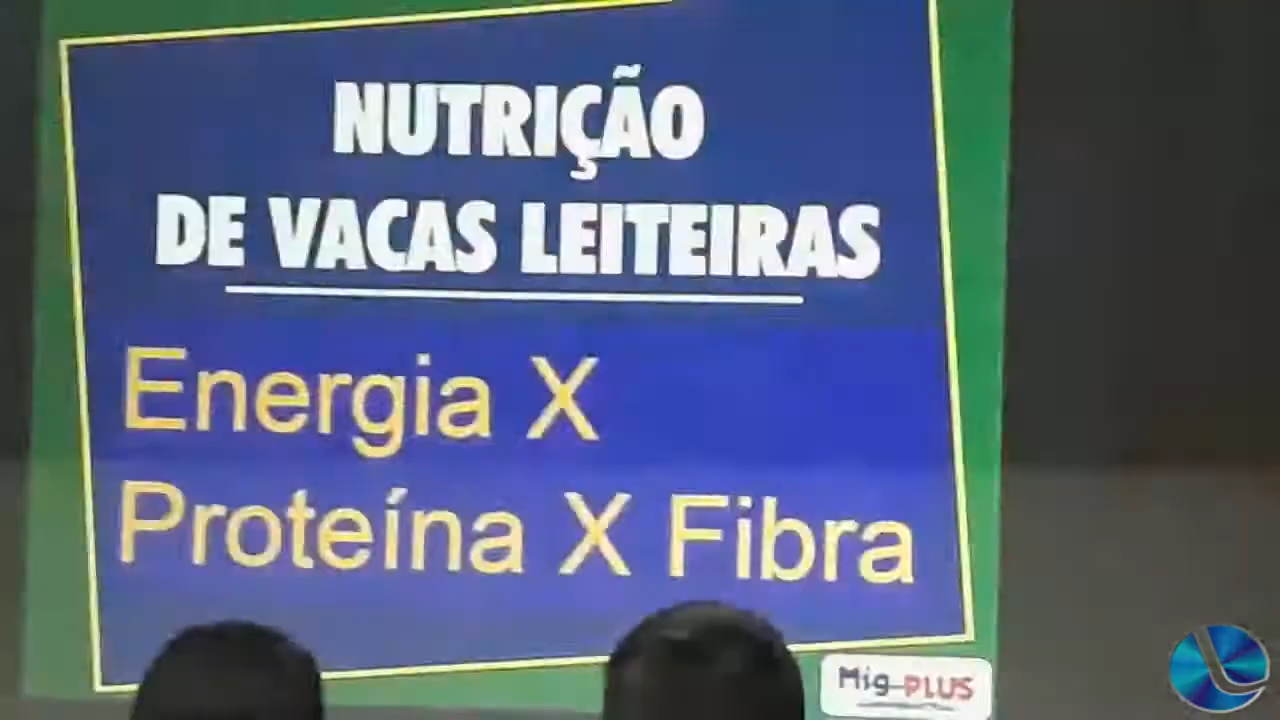 NUTRIÇÃO
DE VACAS LEITEIRAS
Energia X
Proteína X Fibra
Mig-PLUS